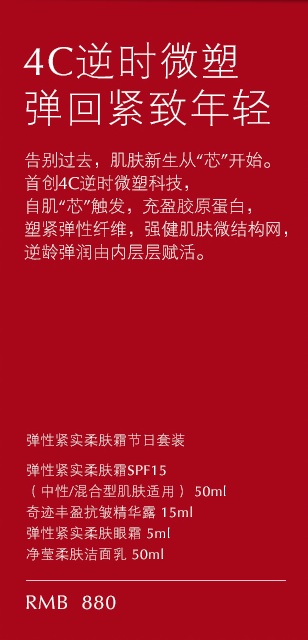 4C逆时微塑
弹回紧致年轻
告别过去，肌肤新生从“芯”开始。
首创4C逆时微塑科技，
自肌“芯”触发，充盈胶原蛋白，
塑紧弹性纤维，强健肌肤微结构网，
逆龄弹润由内层层赋活。
弹性紧实柔肤霜节日套装
弹性紧实柔肤霜SPF15
（中性/混合型肌肤适用） 50ml
奇迹丰盈抗皱精华露 15ml
弹性紧实柔肤眼霜 5ml
净莹柔肤洁面乳 50ml
RMB 880